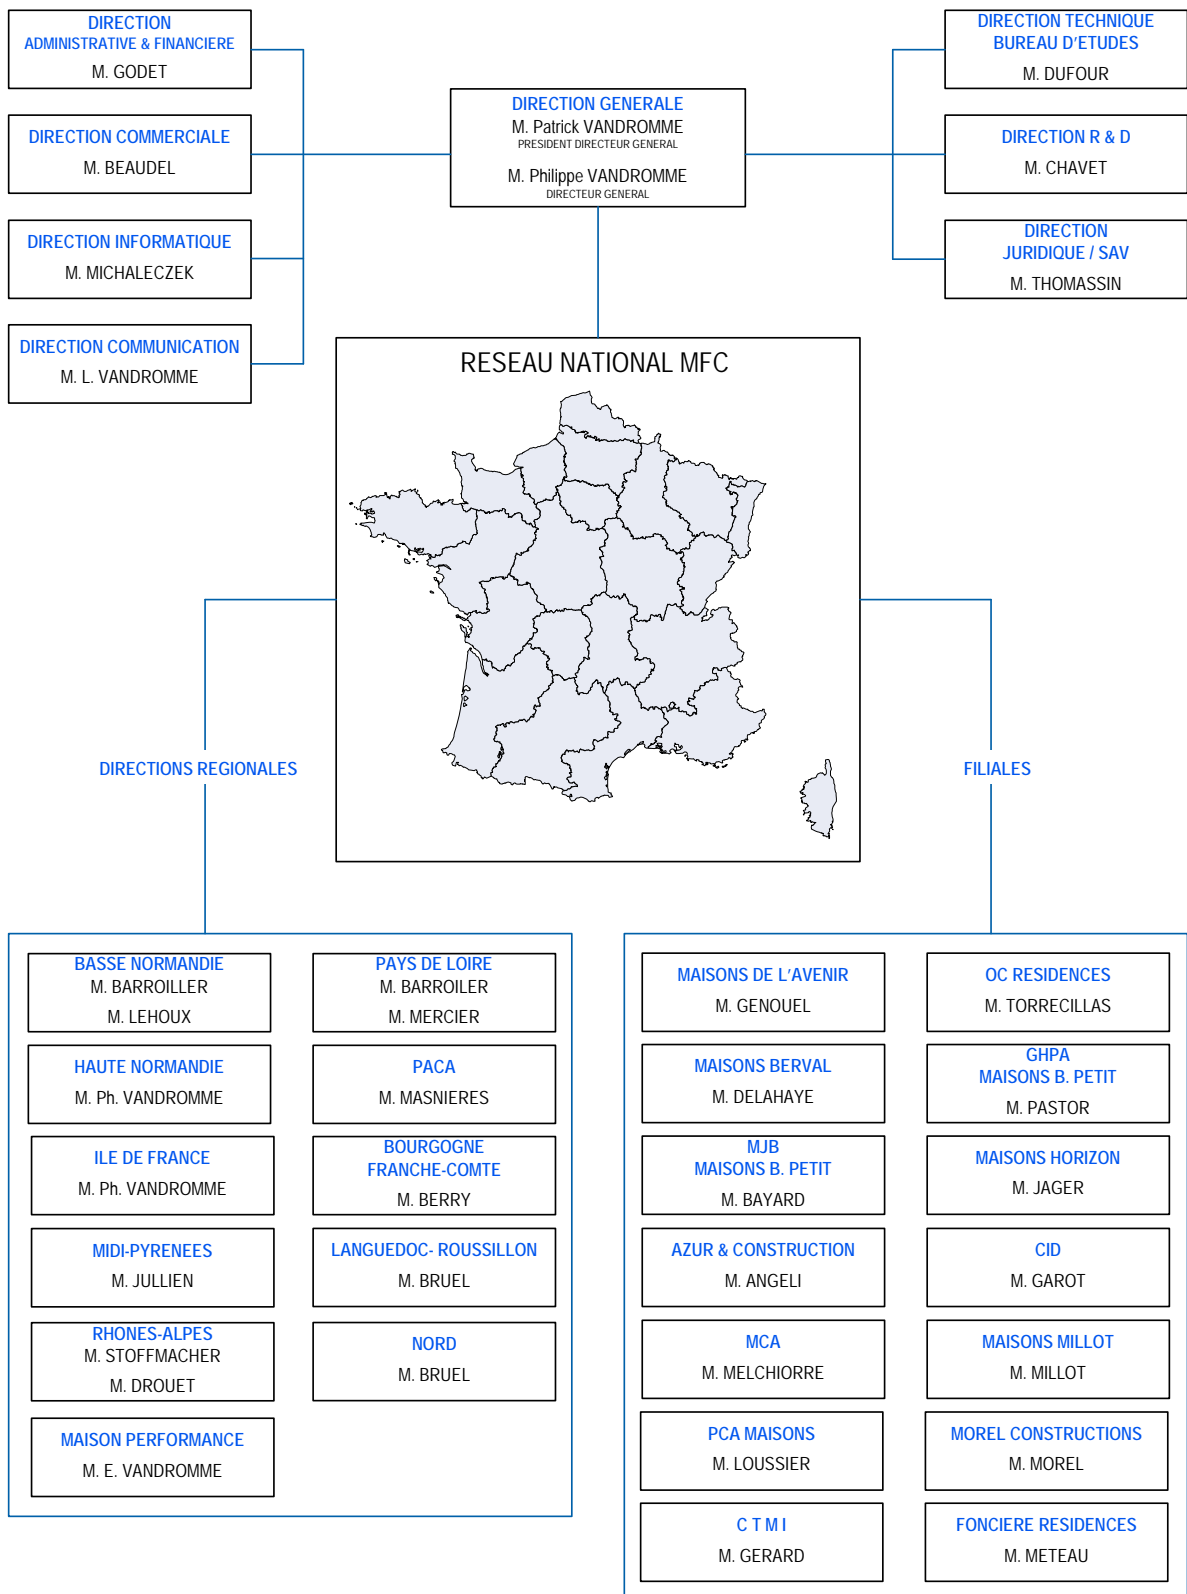 DIRECTION
ADMINISTRATIVE & FINANCIERE
M. GODET
DIRECTION COMMERCIALE
M. BEAUDEL
DIRECTION INFORMATIQUE
M. MICHALECZEK
DIRECTION COMMUNICATION
M. L. VANDROMME
DIRECTION GENERALE
M. Patrick VANDROMME
PRESIDENT DIRECTEUR GENERAL
M. Philippe VANDROMME
DIRECTEUR GENERAL
DIRECTION TECHNIQUE
BUREAU D'ETUDES
M. DUFOUR
DIRECTION R & D
M. CHAVET
DIRECTION
JURIDIQUE / SAV
M. THOMASSIN
RESEAU NATIONAL MFC
DIRECTIONS REGIONALES
FILIALES
BASSE NORMANDIE
M. BARROILLER
M. LEHOUX
PAYS DE LOIRE
M. BARROILER
M. MERCIER
HAUTE NORMANDIE
M. Ph. VANDROMME
PACA
M. MASNIERES
ILE DE FRANCE
M. Ph. VANDROMME
BOURGOGNE
FRANCHE-COMTE
M. BERRY
MIDI-PYRENEES
M. JULLIEN
LANGUEDOC- ROUSSILLON
M. BRUEL
RHONES-ALPES
M. STOFFMACHER
M. DROUET
NORD
M. BRUEL
MAISON PERFORMANCE
M. E. VANDROMME
MAISONS DE L'AVENIR
M. GENOUEL
OC RESIDENCES
M. TORRECILLAS
MAISONS BERVAL
M. DELAHAYE
GHPA
MAISONS B. PETIT
M. PASTOR
MJB
MAISONS B. PETIT
M. BAYARD
MAISONS HORIZON
M. JAGER
AZUR & CONSTRUCTION
M. ANGELI
CID
M. GAROT
MCA
M. MELCHIORRE
MAISONS MILLOT
M. MILLOT
PCA MAISONS
M. LOUSSIER
MOREL CONSTRUCTIONS
M. MOREL
C T M I
M. GERARD
FONCIERE RESIDENCES
M. METEAU